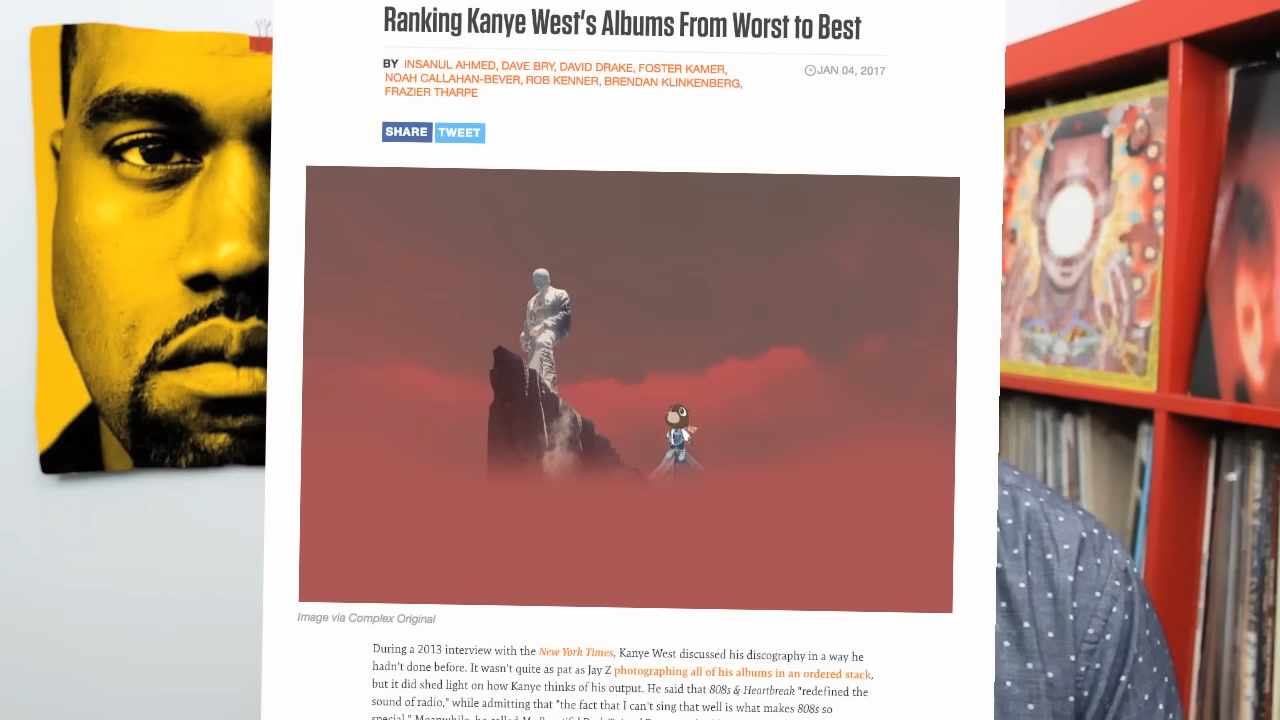 Ranking Kanye West's Albums From Worst to Best
BY INSANUL AHMED, DAVE BRY, DAVID DRAKE, FOSTER KAMER,
NOAH CALLAHAN-BEVER, ROB KENNER, BRENDAN KLINKENBERG,
FRAZIER THARPE
JAN 04, 2017
SHARE TWEET
Image via Complex Original
During a 2013 interview with the New York Times, Kanye West discussed his discography in a way he
hadn't done before. It wasn't quite as pat as Jay Z photographing all of his albums in an ordered stack,
but it did shed light on how Kanye thinks of his output. He said that 808s & Heartbreak "redefined the
sound of radio," while admitting that "the fact that I can't sing that well is what makes 808s so
special." Meanwhile, he called My